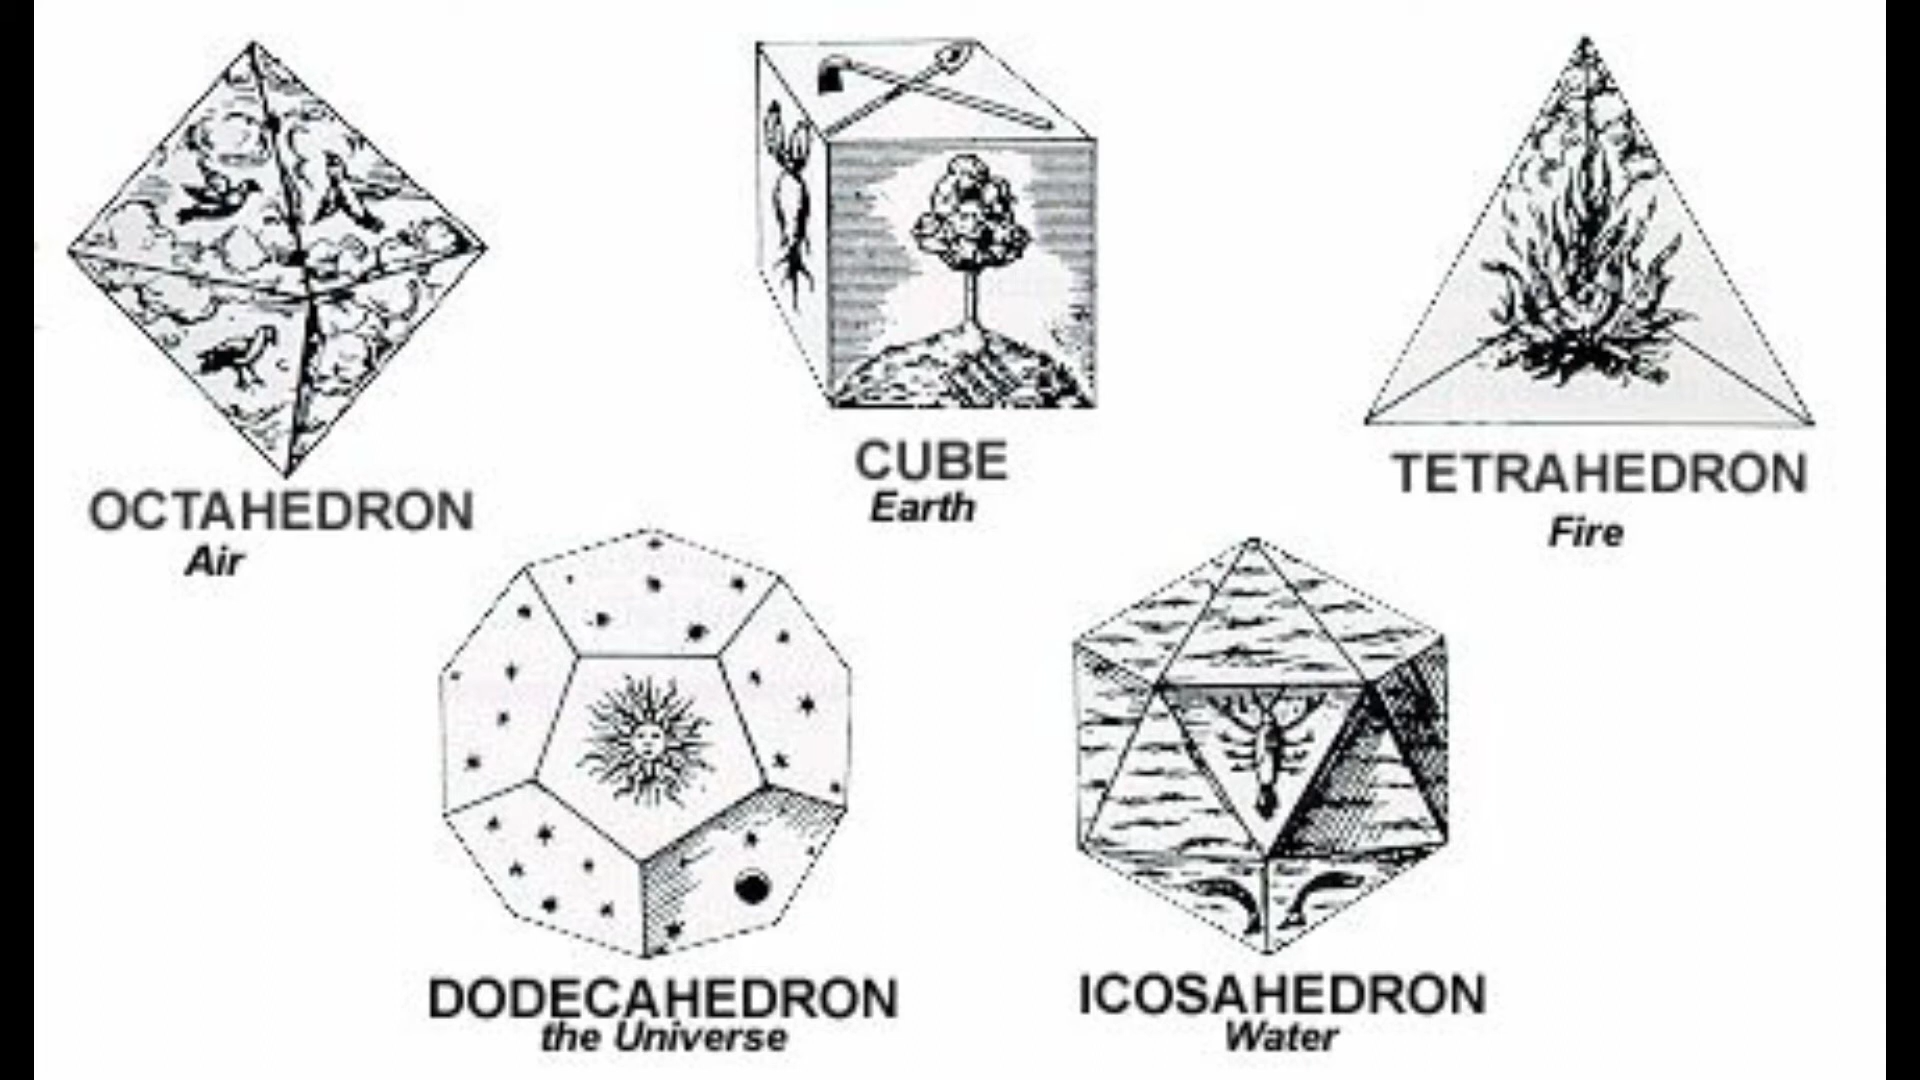 OCTAHEDRON
Air
CUBE
Earth
TETRAHEDRON
Fire
DODECAHEDRON
the Universe
ICOSAHEDRON
Water